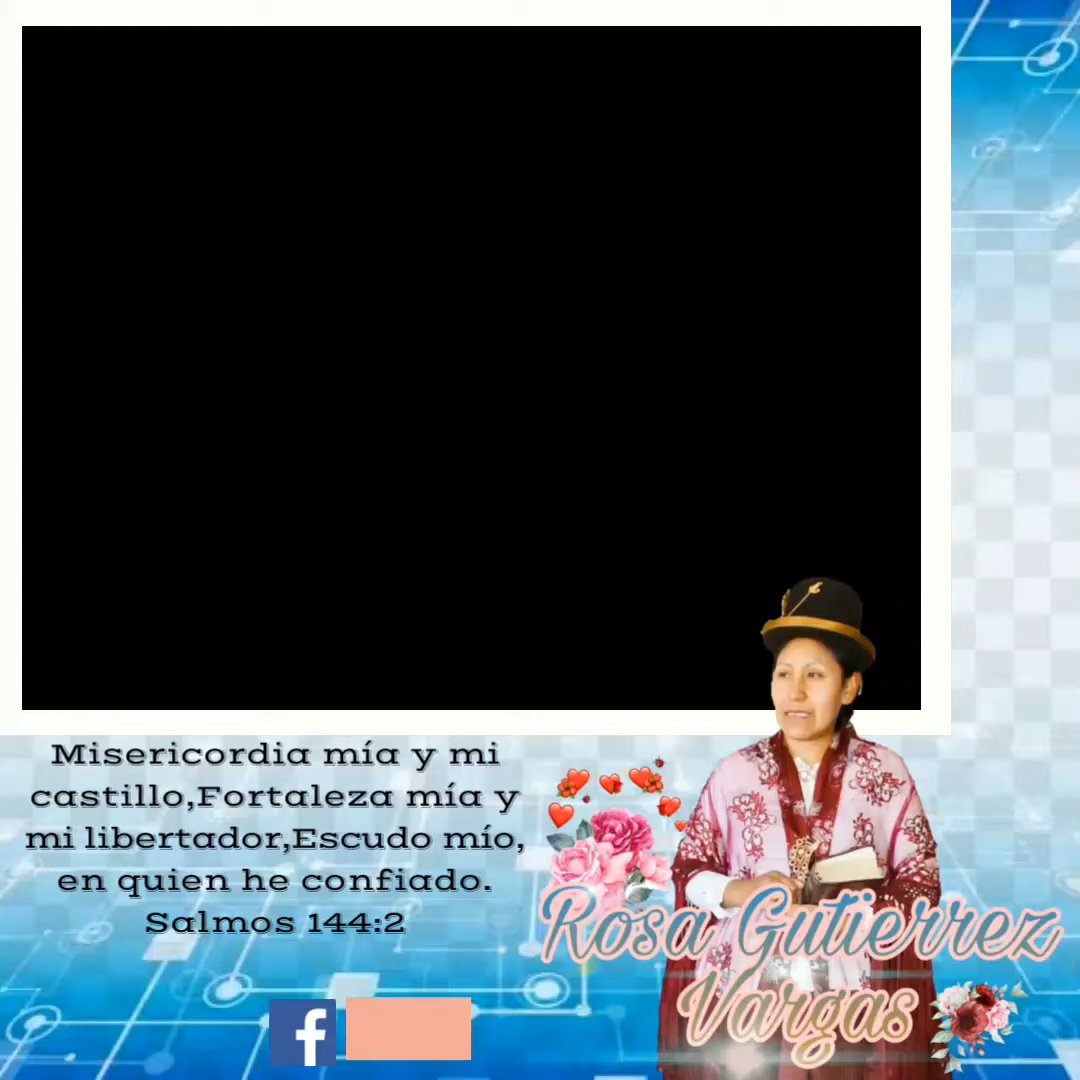 Misericordia mía y mi
castillo,Fortaleza mía y
mi libertador,Escudo mío,
en quien he confiado.
Salmos 144:2
Rosa Gutierrez
Vargas
f